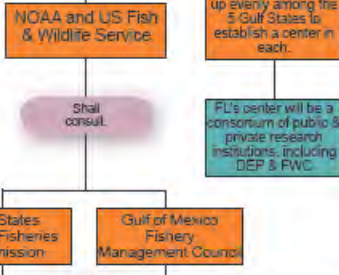 NOAA and US Fish
& Wildlife Service
up evenly among the
5 Gulf States to
establish a center in
each.
Shall
consult.
FL's center will be a
consortium of public &
private research
institutions, including
DEP & FWC.
States
Fisheries
mission
Gulf of Mexico
Fishery
Management Council